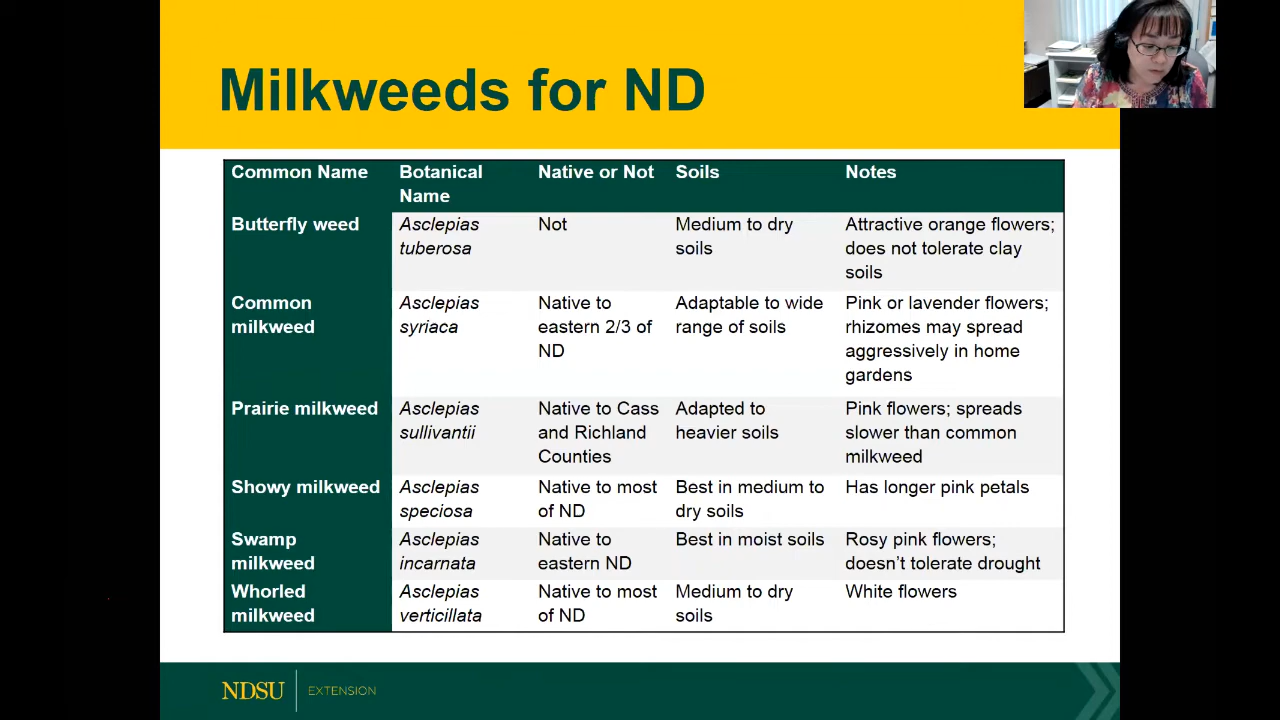 Milkweeds for ND
Common Name
Botanical
Name
Native or Not
Soils
Notes
Butterfly weed
Asclepias
tuberosa
Not
Medium to dry
soils
Attractive orange flowers;
does not tolerate clay
soils
Common
milkweed
Asclepias
syriaca
Native to
eastern 2/3 of
ND
Adaptable to wide
range of soils
Pink or lavender flowers;
rhizomes may spread
aggressively in home
gardens
Prairie milkweed
Asclepias
sullivantii
Native to Cass
and Richland
Counties
Adapted to
heavier soils
Pink flowers; spreads
slower than common
milkweed
Showy milkweed
Asclepias
speciosa
Native to most
of ND
Best in medium to
dry soils
Has longer pink petals
Swamp
milkweed
Asclepias
incarnata
Native to
eastern ND
Best in moist soils
Rosy pink flowers;
doesn’t tolerate drought
Whorled
milkweed
Asclepias
verticillata
Native to most
of ND
Medium to dry
soils
White flowers
NDSU
EXTENSION